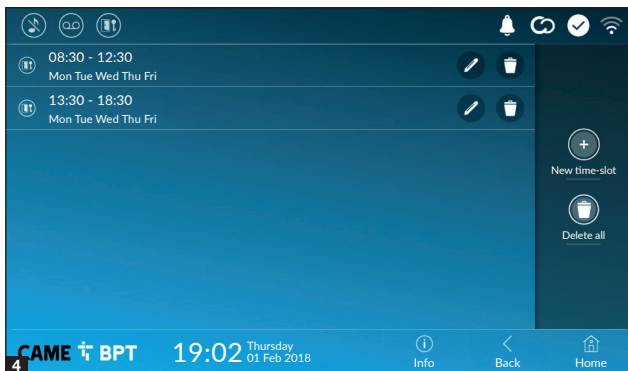 08:30 - 12:30
Mon Tue Wed Thu Fri
13:30 - 18:30
Mon Tue Wed Thu Fri
New time-slot
Delete all
CAME BPT
19:02 Thursday
01 Feb 2018
Info
Back
Home
4